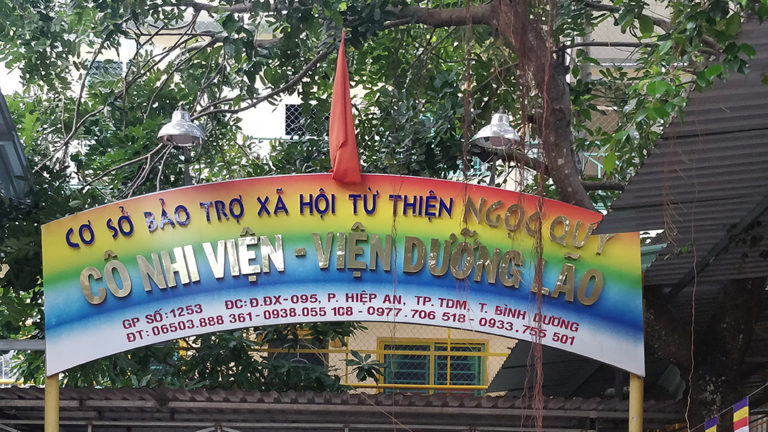 CƠ SỞ BẢO TRỢ XÃ HỘI TỪ THIỆN NGỌC QUÝ
CÔ NHI VIỆN - VIỆN DƯỠNG LÃO
GP SỐ:1253 ĐC: Đ.ĐX-095, P. HIỆP AN, TP.TDM, T. BÌNH DƯƠNG
ĐT: 06503.888 361-0938.055 108-0977.706 518-0933.755 501